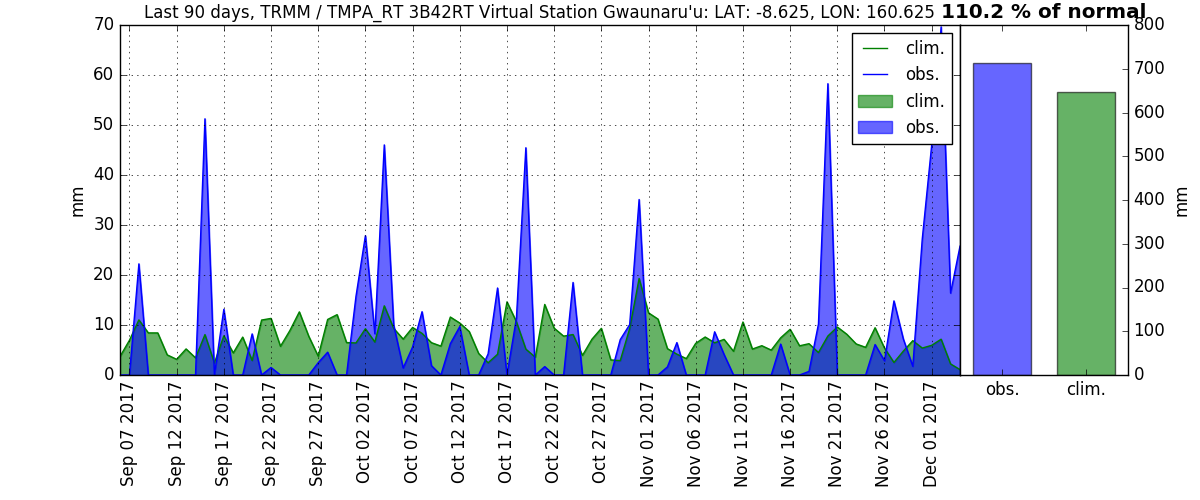 Last 90 days, TRMM / TMPA_RT 3B42RT Virtual Station Gwaunaru'u: LAT: -8.625, LON: 160.625 110.2 % of normal
70
60
50
40
30
20
10
0
mm
clim.
obs.
clim.
obs.
800
700
600
500
400
300
200
100
0
mm
obs.
clim.
Sep 07 2017
Sep 12 2017
Sep 17 2017
Sep 22 2017
Sep 27 2017
Oct 02 2017
Oct 07 2017
Oct 12 2017
Oct 17 2017
Oct 22 2017
Oct 27 2017
Nov 01 2017
Nov 06 2017
Nov 11 2017
Nov 16 2017
Nov 21 2017
Nov 26 2017
Dec 01 2017